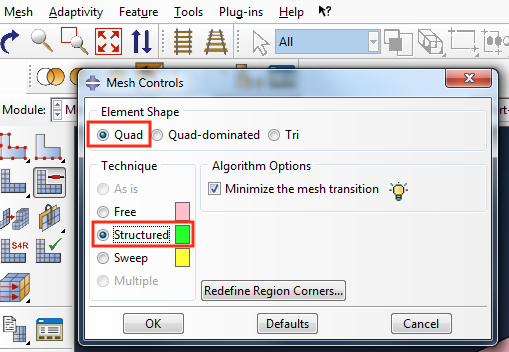 Mesh Adaptivity Feature Tools Plug-ins Help
All
Module:
Mesh Controls
Element Shape
Quad Quad-dominated Tri
Technique
Algorithm Options
As is
Minimize the mesh transition
Free
Structured
Sweep
Multiple
Redefine Region Corners...
OK Defaults Cancel
S4R